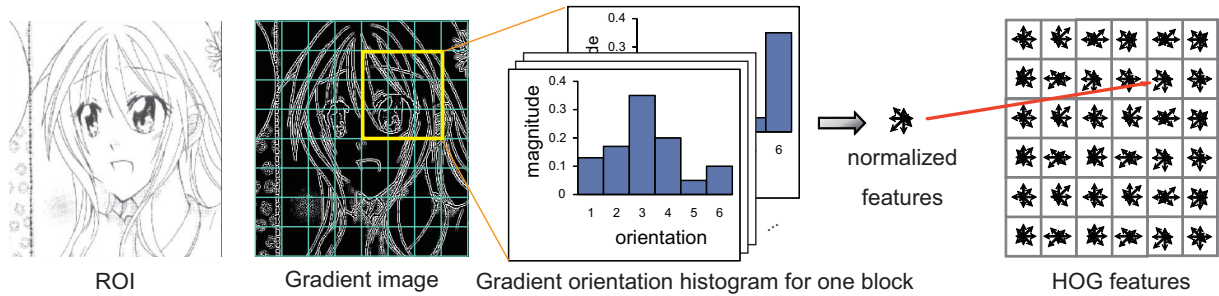 0.4
0.3
de
6
0.4
0.3
0.2
0.1
0
magnitude
1 2 3 4 5 6
orientation
...
normalized
features
ROI
Gradient image
Gradient orientation histogram for one block
HOG features